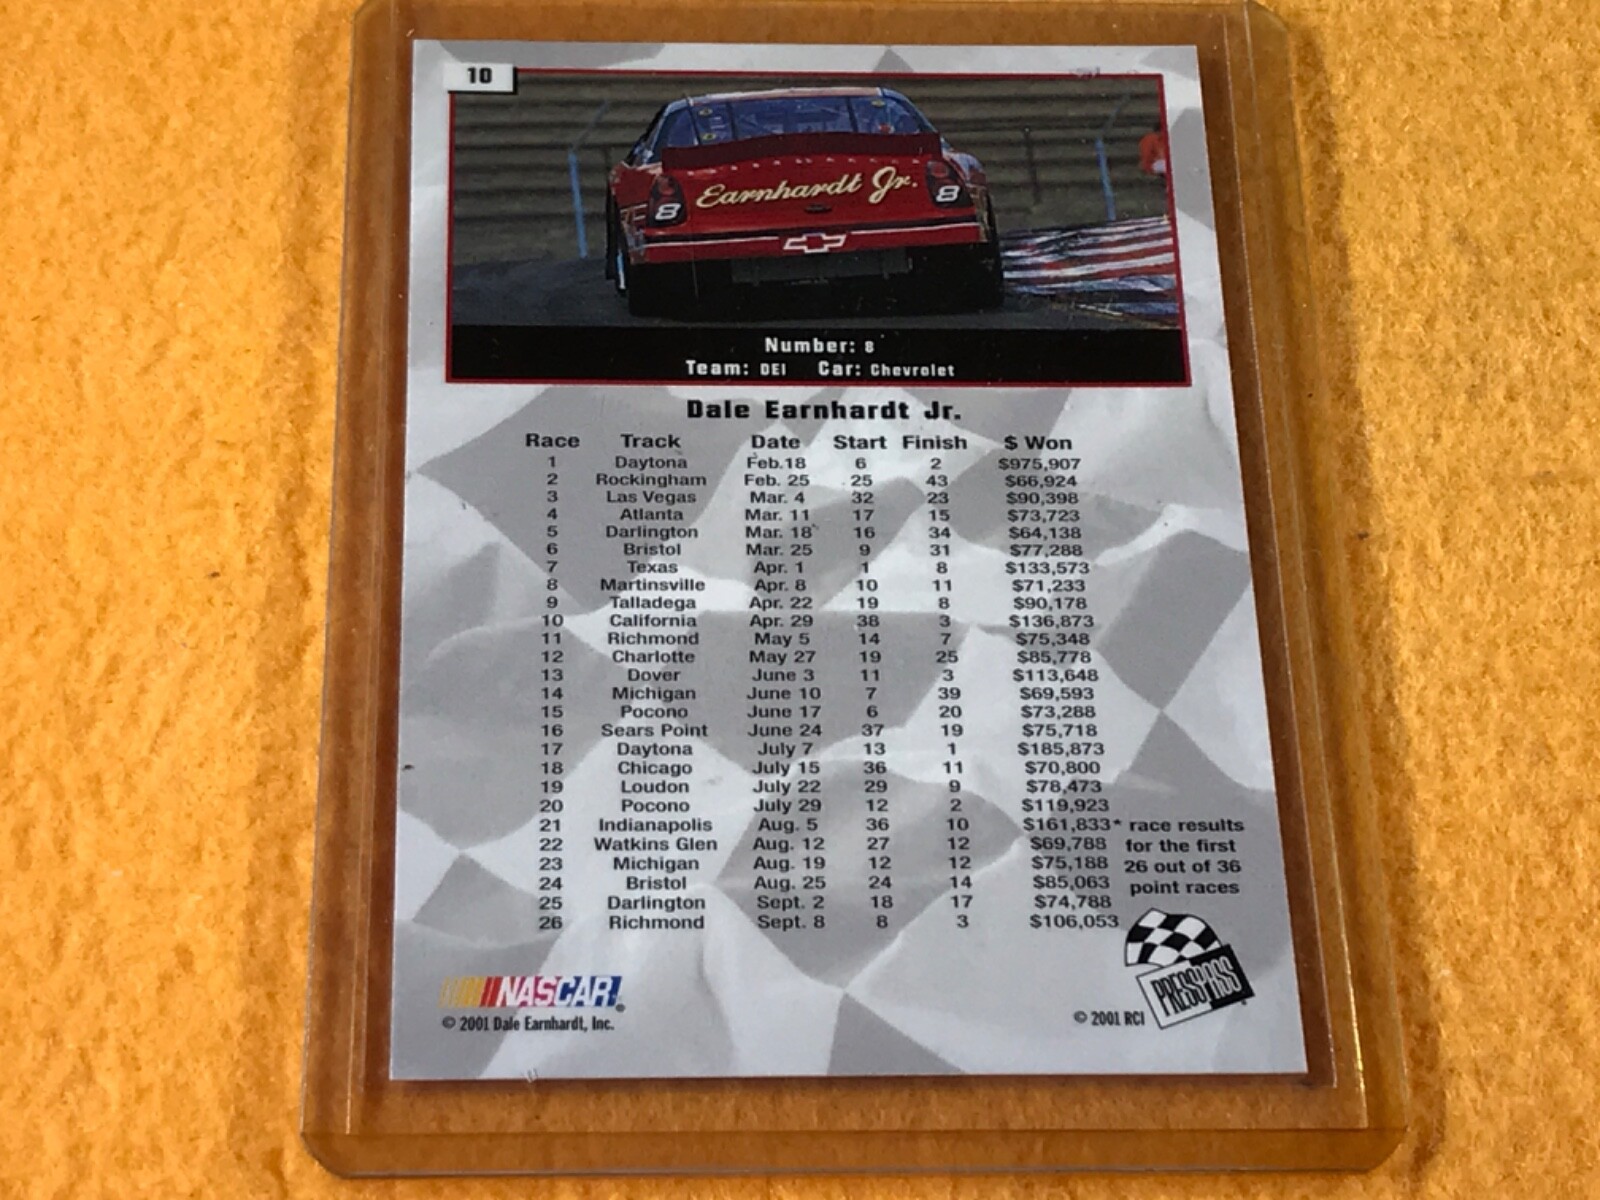 10
Earnhardt Jr.
8 8
Number: 8
Team: DEI Car: Chevrolet
Dale Earnhardt Jr.
Race Track Date Start Finish $ Won
1 Daytona Feb.18 6 2 $975,907
2 Rockingham Feb. 25 25 43 $66,924
3 Las Vegas Mar. 4 32 23 $90,398
4 Atlanta Mar. 11 17 15 $73,723
5 Darlington Mar. 18 16 34 $64,138
6 Bristol Mar. 25 9 31 $77,288
7 Texas Apr. 1 1 8 $133,573
8 Martinsville Apr. 8 10 11 $71,233
9 Talladega Apr. 22 19 8 $90,178
10 California Apr. 29 38 3 $136,873
11 Richmond May 5 14 7 $75,348
12 Charlotte May 27 19 25 $85,778
13 Dover June 3 11 3 $113,648
14 Michigan June 10 7 39 $69,593
15 Pocono June 17 6 20 $73,288
16 Sears Point June 24 37 19 $75,718
17 Daytona July 7 13 1 $185,873
18 Chicago July 15 36 11 $70,800
19 Loudon July 22 29 9 $78,473
20 Pocono July 29 12 2 $119,923
21 Indianapolis Aug. 5 36 10 $161,833* race results
22 Watkins Glen Aug. 12 27 12 $69,788 for the first
23 Michigan Aug. 19 12 12 $75,188 26 out of 36
24 Bristol Aug. 25 24 14 $85,063 point races
25 Darlington Sept. 2 18 17 $74,788
26 Richmond Sept. 8 8 3 $106,053
NASCAR®
PRESS PASS
© 2001 Dale Earnhardt, Inc.
© 2001 RCI